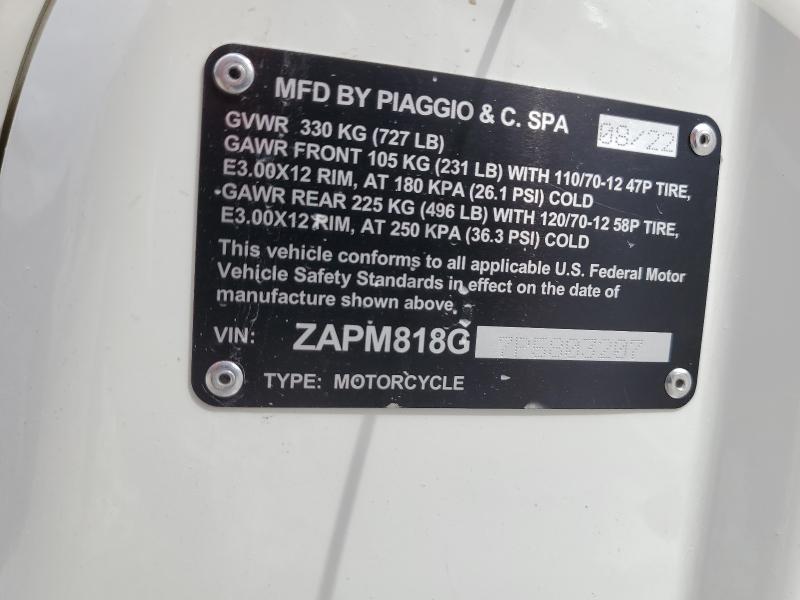 MFD BY PIAGGIO & C. SPA 08/22
GVWR 330 KG (727 LB)
GAWR FRONT 105 KG (231 LB) WITH 110/70-12 47P TIRE,
E3.00X12 RIM, AT 180 KPA (26.1 PSI) COLD
GAWR REAR 225 KG (496 LB) WITH 120/70-12 58P TIRE,
E3.00X12 RIM, AT 250 KPA (36.3 PSI) COLD
This vehicle conforms to all applicable U.S. Federal Motor
Vehicle Safety Standards in effect on the date of
manufacture shown above.
VIN: ZAPM818G
TYPE: MOTORCYCLE